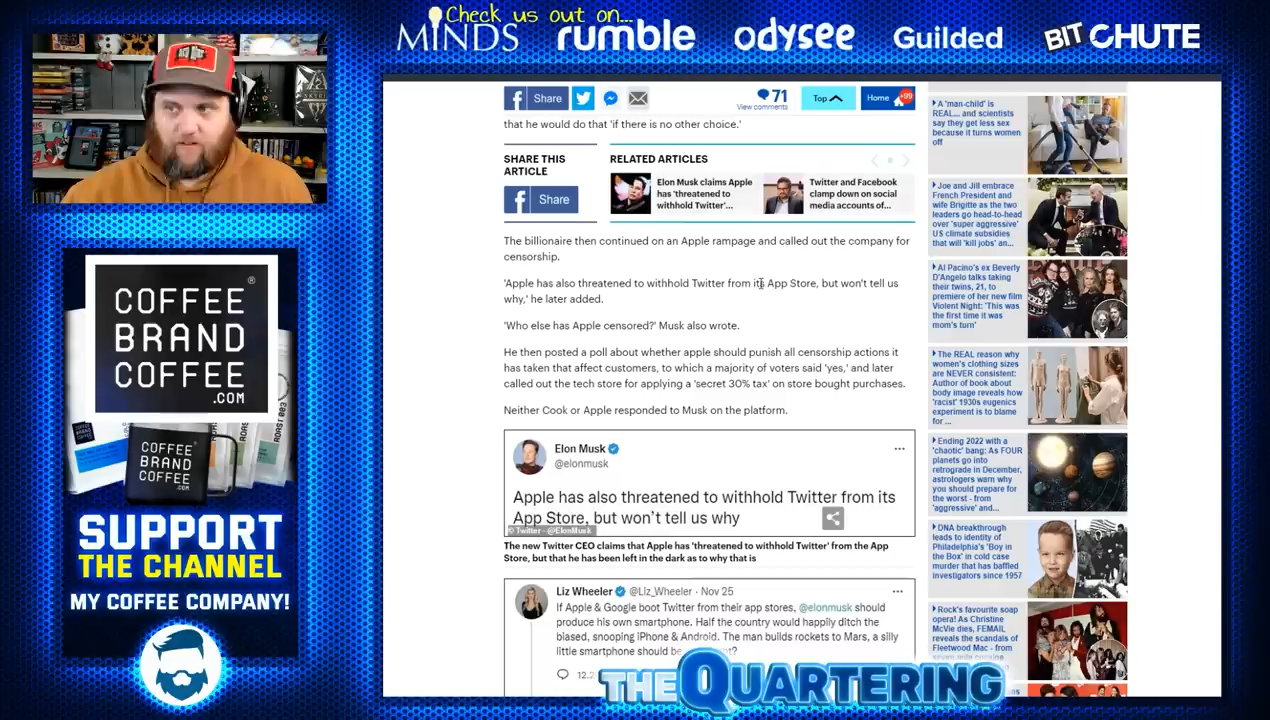 Check us out on...
MINDS
rumble
odysee
Guilded
BITCHUTE
COFFEE
BRAND
COFFEE
.COM
ROAST 003
COFFEE
BRAND
COFFEE
.COM
SUPPORT
THE CHANNEL
MY COFFEE COMPANY!
Share
71
View comments
Top
Home
+99
that he would do that 'if there is no other choice.'
SHARE THIS
ARTICLE
Share
RELATED ARTICLES
Elon Musk claims Apple
has 'threatened to
withhold Twitter'...
Twitter and Facebook
clamp down on social
media accounts of...
The billionaire then continued on an Apple rampage and called out the company for
censorship.
'Apple has also threatened to withhold Twitter from its App Store, but won't tell us
why,' he later added.
'Who else has Apple censored?' Musk also wrote.
He then posted a poll about whether apple should punish all censorship actions it
has taken that affect customers, to which a majority of voters said 'yes,' and later
called out the tech store for applying a 'secret 30% tax' on store bought purchases.
Neither Cook or Apple responded to Musk on the platform.
Elon Musk
@elonmusk
Apple has also threatened to withhold Twitter from its
App Store, but won't tell us why
© Twitter - @ElonMusk
The new Twitter CEO claims that Apple has 'threatened to withhold Twitter' from the App
Store, but that he has been left in the dark as to why that is
Liz Wheeler @Liz_Wheeler · Nov 25
If Apple & Google boot Twitter from their app stores, @elonmusk should
produce his own smartphone. Half the country would happily ditch the
biased, snooping iPhone & Android. The man builds rockets to Mars, a silly
little smartphone should be
12.2
A 'man-child' is
REAL... and scientists
say they get less sex
because it turns women
off
Joe and Jill embrace
French President and
wife Brigitte as the two
leaders go head-to-head
over 'super aggressive'
US climate subsidies
that will 'kill jobs' an...
Al Pacino's ex Beverly
D'Angelo talks taking
their twins, 21, to
premiere of her new film
Violent Night: 'This was
the first time it was
mom's turn'
The REAL reason why
women's clothing sizes
are NEVER consistent:
Author of book about
body image reveals how
'racist' 1930s eugenics
experiment is to blame
for ...
Ending 2022 with a
'chaotic' bang: As FOUR
planets go into
retrograde in December,
astrologers warn why
you should prepare for
the worst - from
'aggressive' and...
DNA breakthrough
leads to identity of
Philadelphia's 'Boy in
the Box' in cold case
murder that has baffled
investigators since 1957
Rock's favourite soap
opera! As Christine
McVie dies, FEMAIL
reveals the scandals of
Fleetwood Mac - from
THE QUARTERING